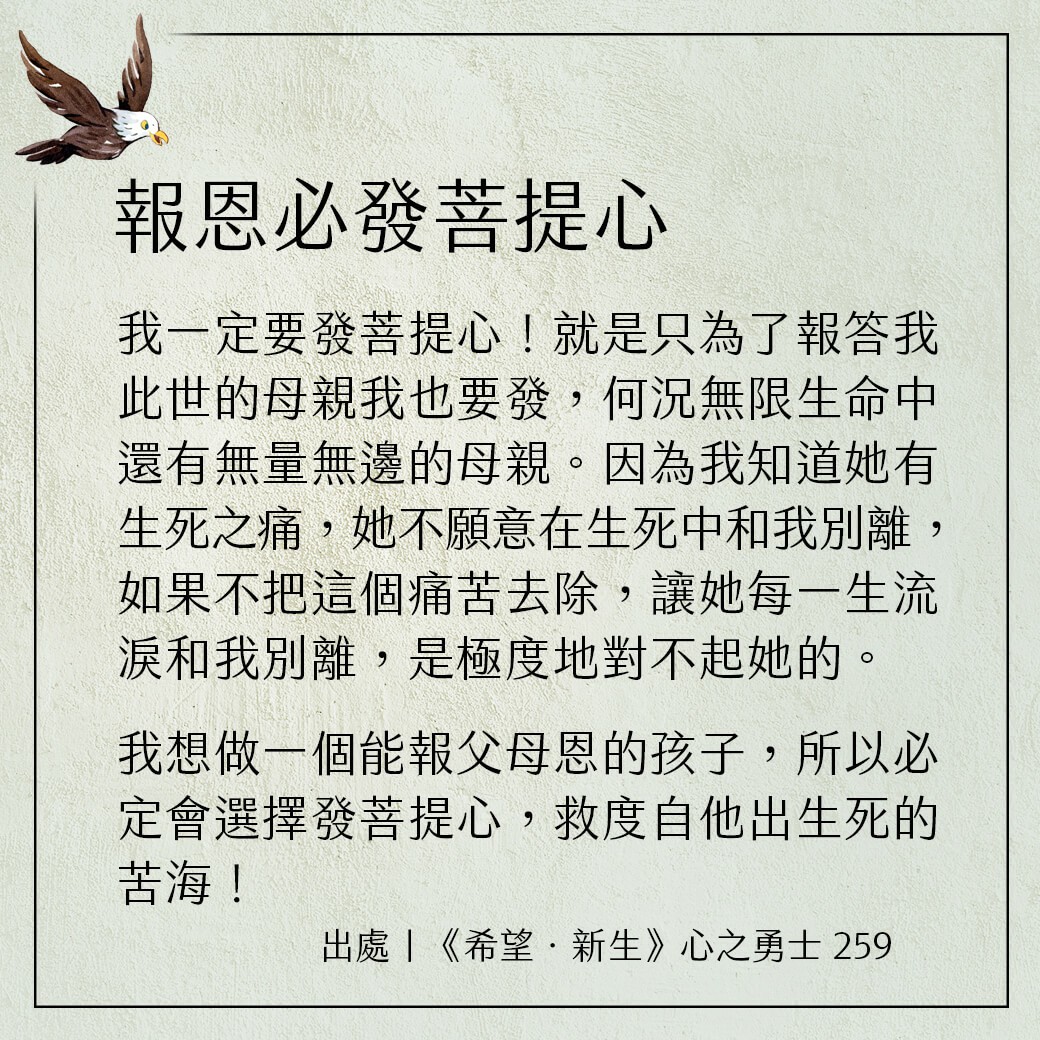 報恩必發菩提心
我一定要發菩提心！就是只為了報答我
此世的母親我也要發，何況無限生命中
還有無量無邊的母親。因為我知道她有
生死之痛，她不願意在生死中和我別離，
如果不把這個痛苦去除，讓她每一生流
淚和我別離，是極度地對不起她的。
我想做一個能報父母恩的孩子，所以必
定會選擇發菩提心，救度自他出生死的
苦海！
出處｜《希望．新生》心之勇士 259